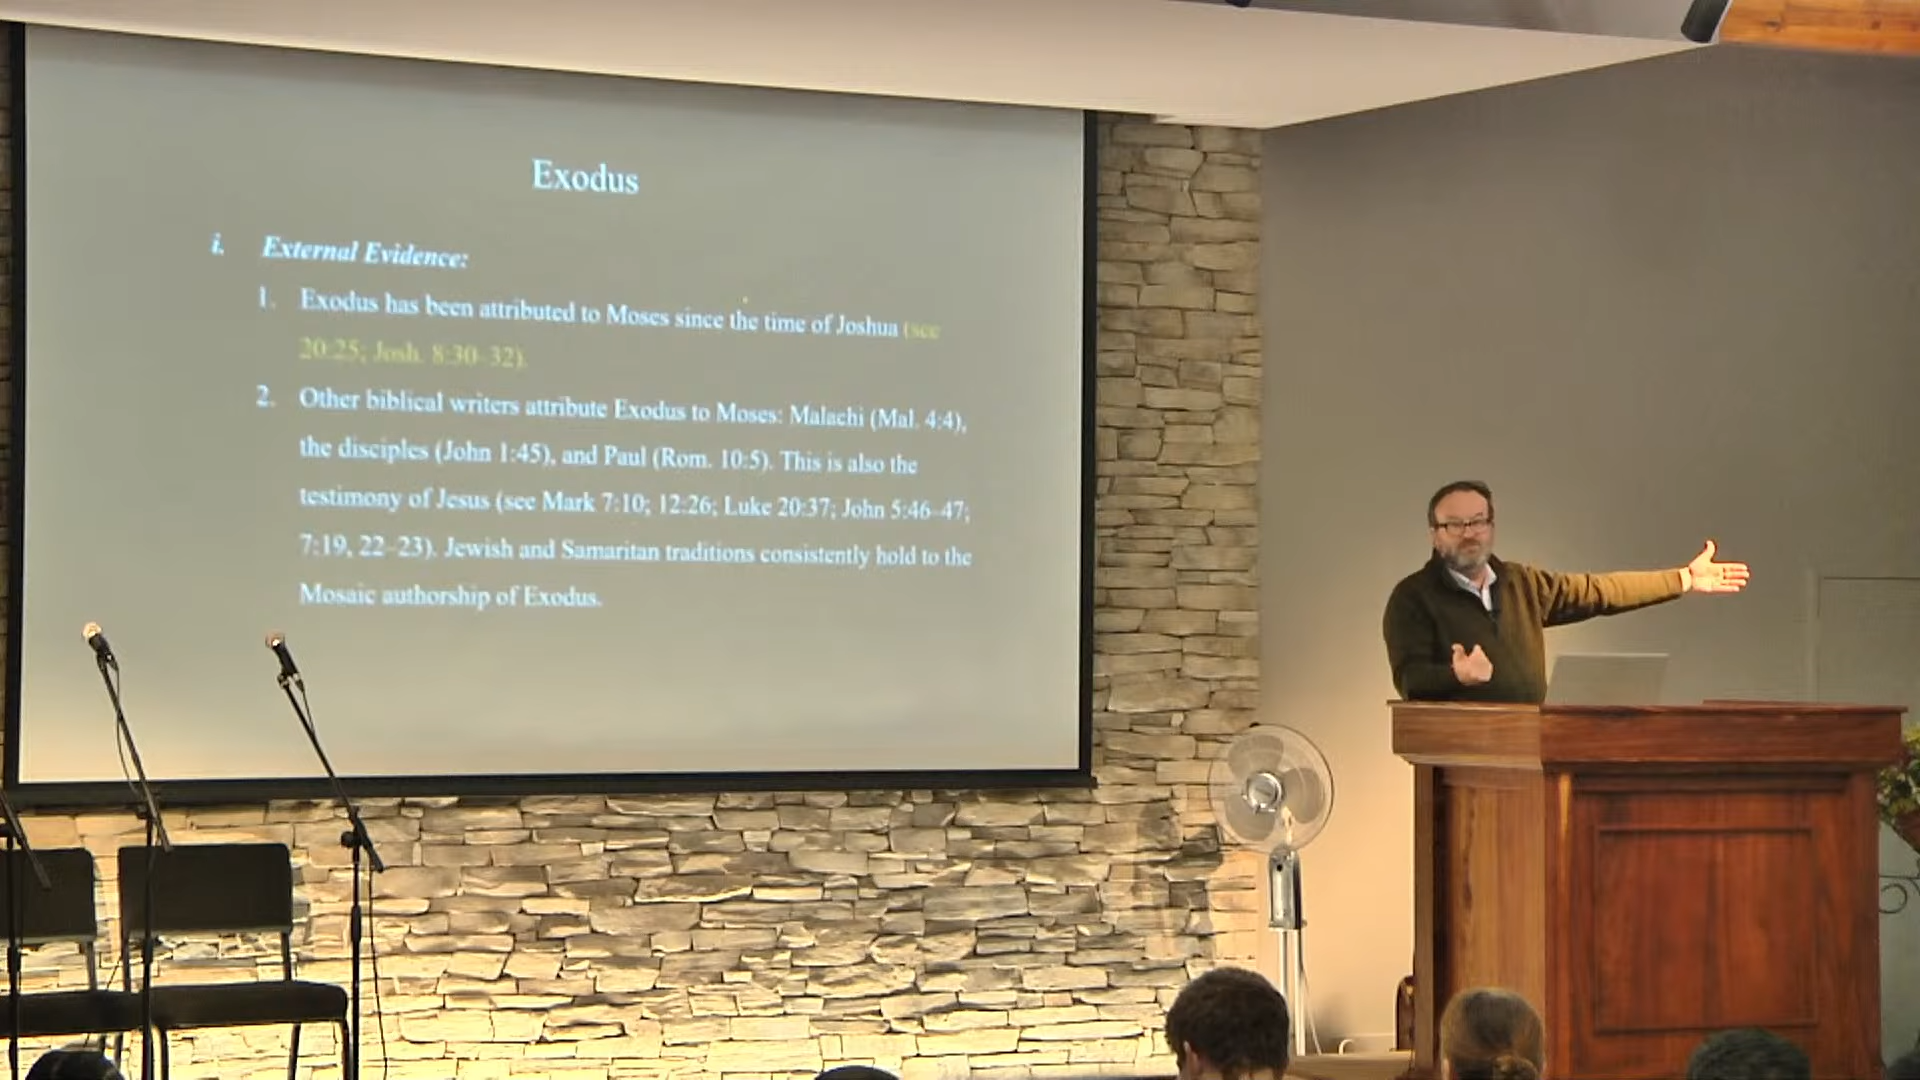 Exodus
i. External Evidence:
1. Exodus has been attributed to Moses since the time of Joshua (see
20:25; Josh. 8:30–32).
2. Other biblical writers attribute Exodus to Moses: Malachi (Mal. 4:4),
the disciples (John 1:45), and Paul (Rom. 10:5). This is also the
testimony of Jesus (see Mark 7:10; 12:26; Luke 20:37; John 5:46–47;
7:19, 22–23). Jewish and Samaritan traditions consistently hold to the
Mosaic authorship of Exodus.